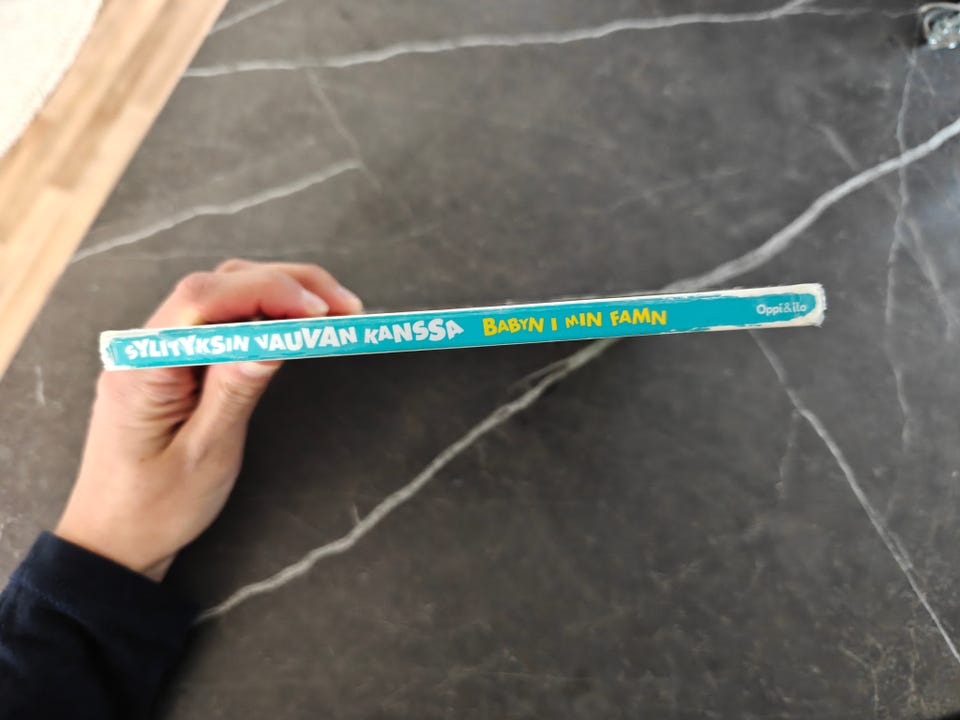 SYLITYKSIN VAUVAN KANSSA BABYN I MIN FAMN Oppi&ilo